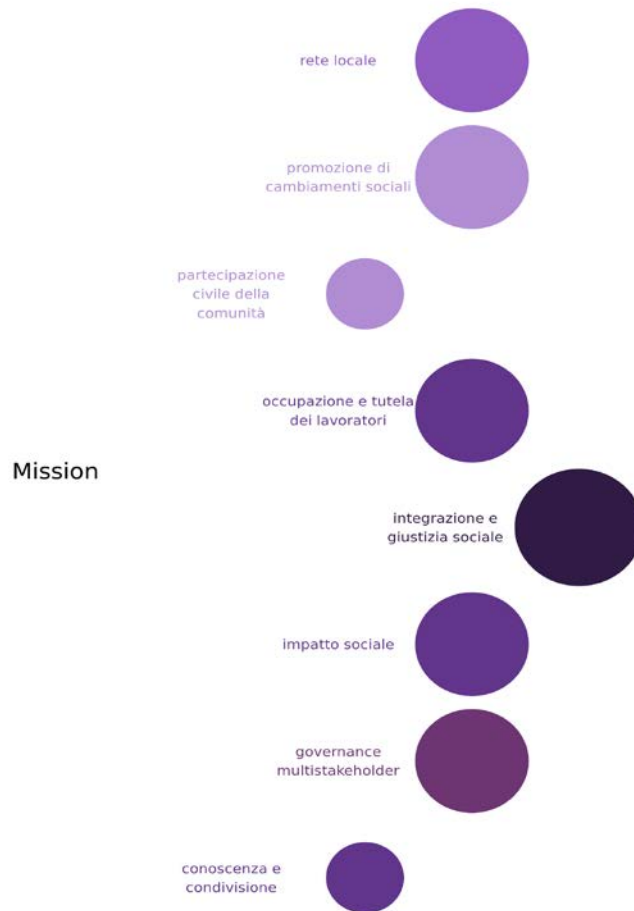 rete locale
promozione di
cambiamenti sociali
partecipazione
civile della
comunità
occupazione e tutela
dei lavoratori
Mission
integrazione e
giustizia sociale
impatto sociale
governance
multistakeholder
conoscenza e
condivisione